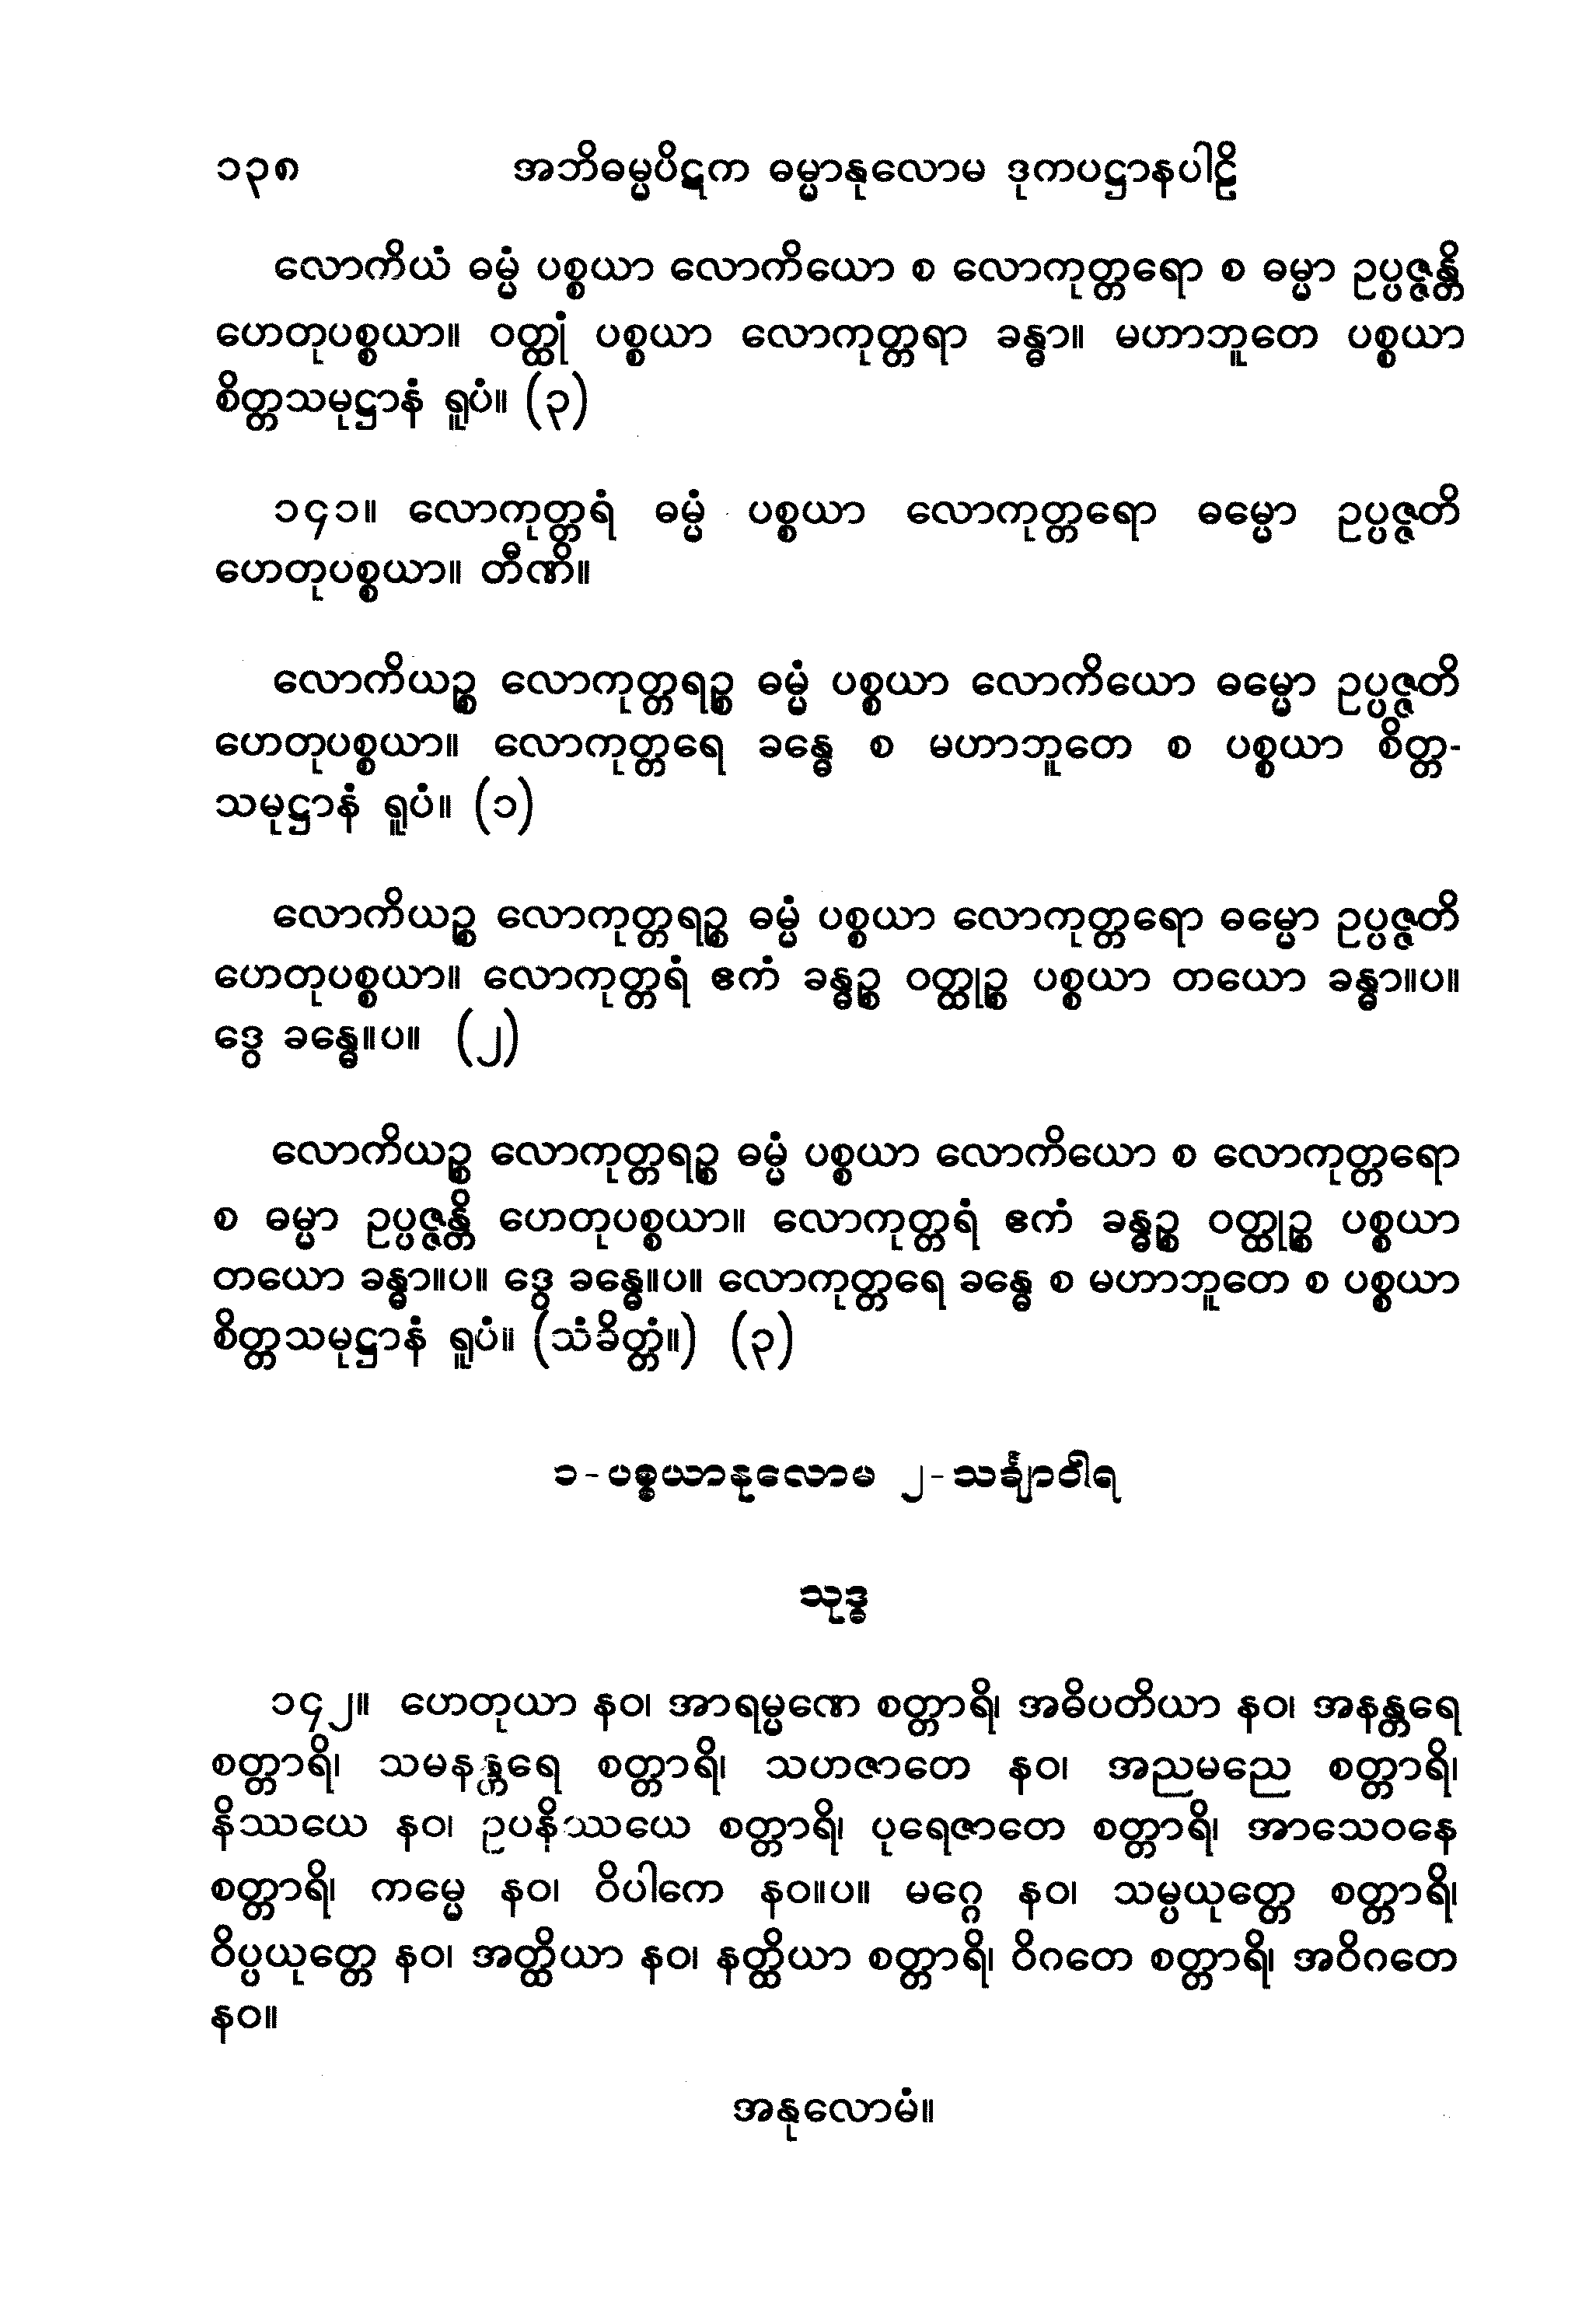 ၁၃၈ အဘိဓမ္မပိဋက ဓမ္မာနုလောမ ဒုကပဋ္ဌာနပါဠိ
လောကိယံ ဓမ္မံ ပစ္စယာ လောကိယော စ လောကုတ္တရော စ ဓမ္မာ ဥပ္ပဇ္ဇန္တိ
ဟေတုပစ္စယာ။ ဝတ္ထုံ ပစ္စယာ လောကုတ္တရာ ခန္ဓာ။ မဟာဘူတေ ပစ္စယာ
စိတ္တသမုဋ္ဌာနံ ရူပံ။ (၃)
၁၄၁။ လောကုတ္တရံ ဓမ္မံ ပစ္စယာ လောကုတ္တရော ဓမ္မော ဥပ္ပဇ္ဇတိ
ဟေတုပစ္စယာ။ တီဏိ။
လောကိယဉ္စ လောကုတ္တရဉ္စ ဓမ္မံ ပစ္စယာ လောကိယော ဓမ္မော ဥပ္ပဇ္ဇတိ
ဟေတုပစ္စယာ။ လောကုတ္တရေ ခန္ဓေ စ မဟာဘူတေ စ ပစ္စယာ စိတ္တ-
သမုဋ္ဌာနံ ရူပံ။ (၁)
လောကိယဉ္စ လောကုတ္တရဉ္စ ဓမ္မံ ပစ္စယာ လောကုတ္တရော ဓမ္မော ဥပ္ပဇ္ဇတိ
ဟေတုပစ္စယာ။ လောကုတ္တရံ ဧကံ ခန္ဓဉ္စ ဝတ္ထုဉ္စ ပစ္စယာ တယော ခန္ဓာ။ပ။
ဒွေ ခန္ဓေ။ပ။ (၂)
လောကိယဉ္စ လောကုတ္တရဉ္စ ဓမ္မံ ပစ္စယာ လောကိယော စ လောကုတ္တရော
စ ဓမ္မာ ဥပ္ပဇ္ဇန္တိ ဟေတုပစ္စယာ။ လောကုတ္တရံ ဧကံ ခန္ဓဉ္စ ဝတ္ထုဉ္စ ပစ္စယာ
တယော ခန္ဓာ။ပ။ ဒွေ ခန္ဓေ။ပ။ လောကုတ္တရေ ခန္ဓေ စ မဟာဘူတေ စ ပစ္စယာ
စိတ္တသမုဋ္ဌာနံ ရူပံ။ (သံခိတ္တံ။) (၃)
၁-ပစ္စယာနုလောမ ၂-သင်္ချာဝါရ
သုဒ္ဓ
၁၄၂။ ဟေတုယာ နဝ၊ အာရမ္မဏေ စတ္တာရိ၊ အဓိပတိယာ နဝ၊ အနန္တရေ
စတ္တာရိ၊ သမနန္တရေ စတ္တာရိ၊ သဟဇာတေ နဝ၊ အညမညေ စတ္တာရိ၊
နိဿယေ နဝ၊ ဥပနိဿယေ စတ္တာရိ၊ ပုရေဇာတေ စတ္တာရိ၊ အာသေဝနေ
စတ္တာရိ၊ ကမ္မေ နဝ၊ ဝိပါကေ နဝ။ပ။ မဂ္ဂေ နဝ၊ သမ္ပယုတ္တေ စတ္တာရိ၊
ဝိပ္ပယုတ္တေ နဝ၊ အတ္ထိယာ နဝ၊ နတ္ထိယာ စတ္တာရိ၊ ဝိဂတေ စတ္တာရိ၊ အဝိဂတေ
နဝ။
အနုလောမံ။